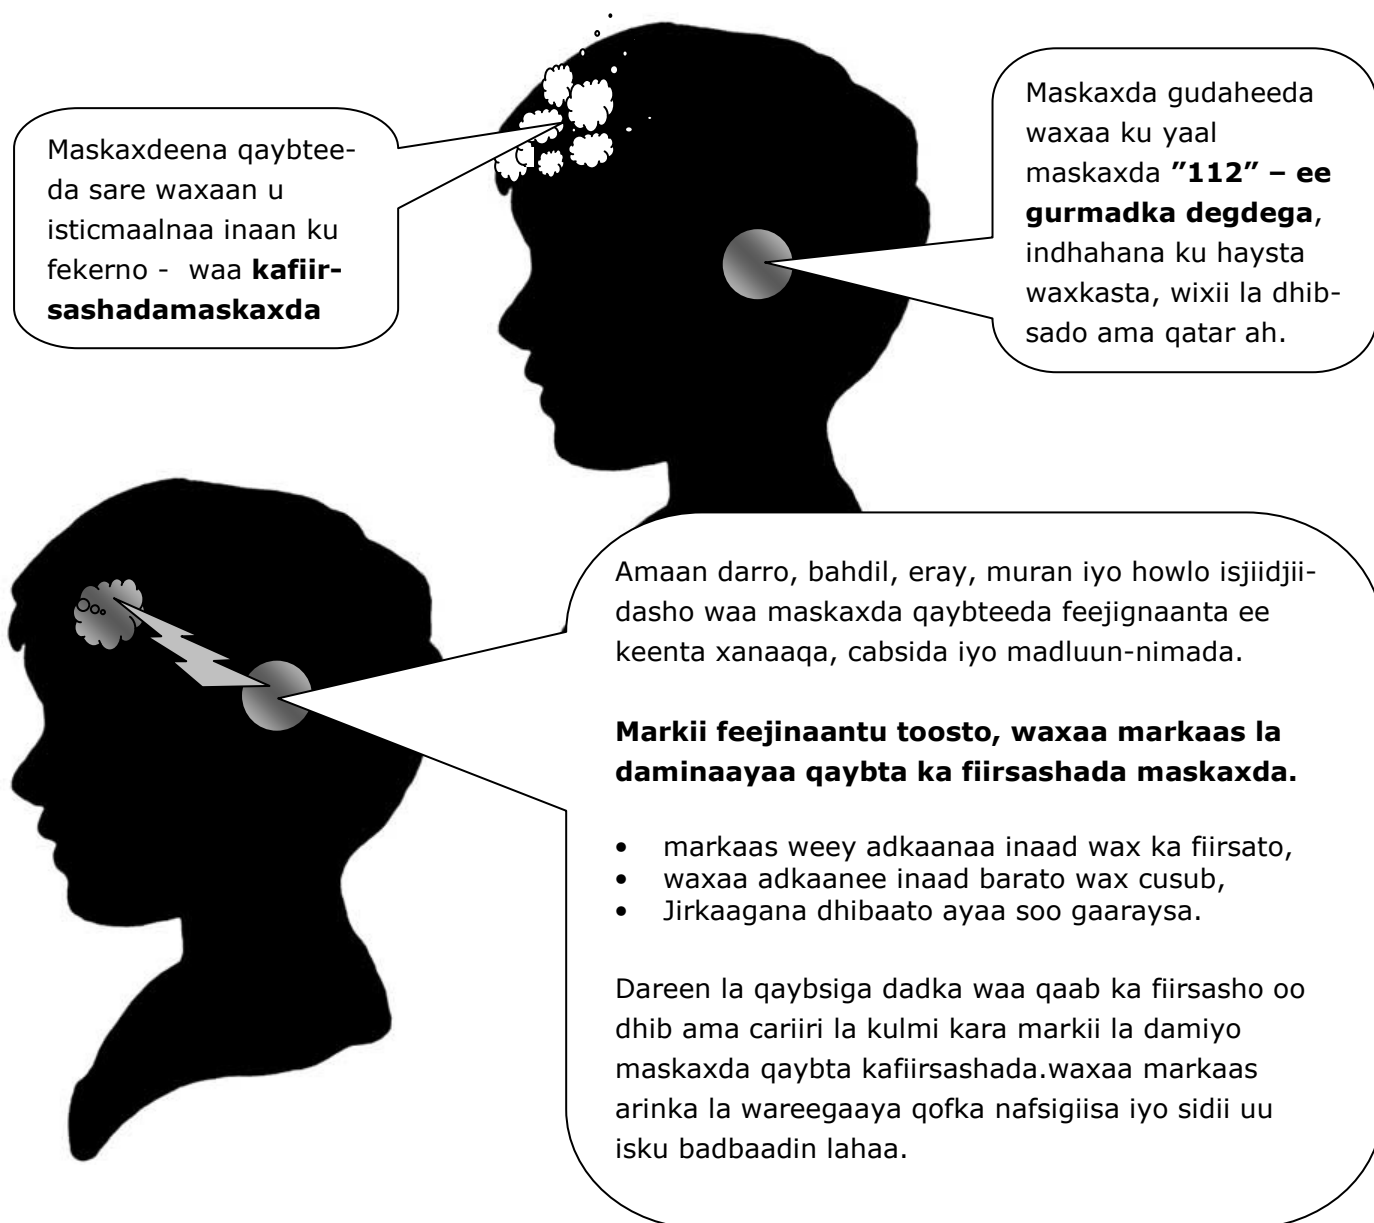 Maskaxdeena qaybtee-
da sare waxaan u
isticmaalnaa inaan ku
fekerno - waa kafiir-
sashadamaskaxda
Maskaxda gudaheeda
waxaa ku yaal
maskaxda ”112” – ee
gurmadka degdega,
indhahana ku haysta
waxkasta, wixii la dhib-
sado ama qatar ah.
Amaan darro, bahdil, eray, muran iyo howlo isjiidjii-
dasho waa maskaxda qaybteeda feejignaanta ee
keenta xanaaqa, cabsida iyo madluun-nimada.
Markii feejinaantu toosto, waxaa markaas la
daminaayaa qaybta ka fiirsashada maskaxda.
• markaas weey adkaanaa inaad wax ka fiirsato,
• waxaa adkaanee inaad barato wax cusub,
• Jirkaagana dhibaato ayaa soo gaaraysa.
Dareen la qaybsiga dadka waa qaab ka fiirsasho oo
dhib ama cariiri la kulmi kara markii la damiyo
maskaxda qaybta kafiirsashada.waxaa markaas
arinka la wareegaaya qofka nafsigiisa iyo sidii uu
isku badbaadin lahaa.